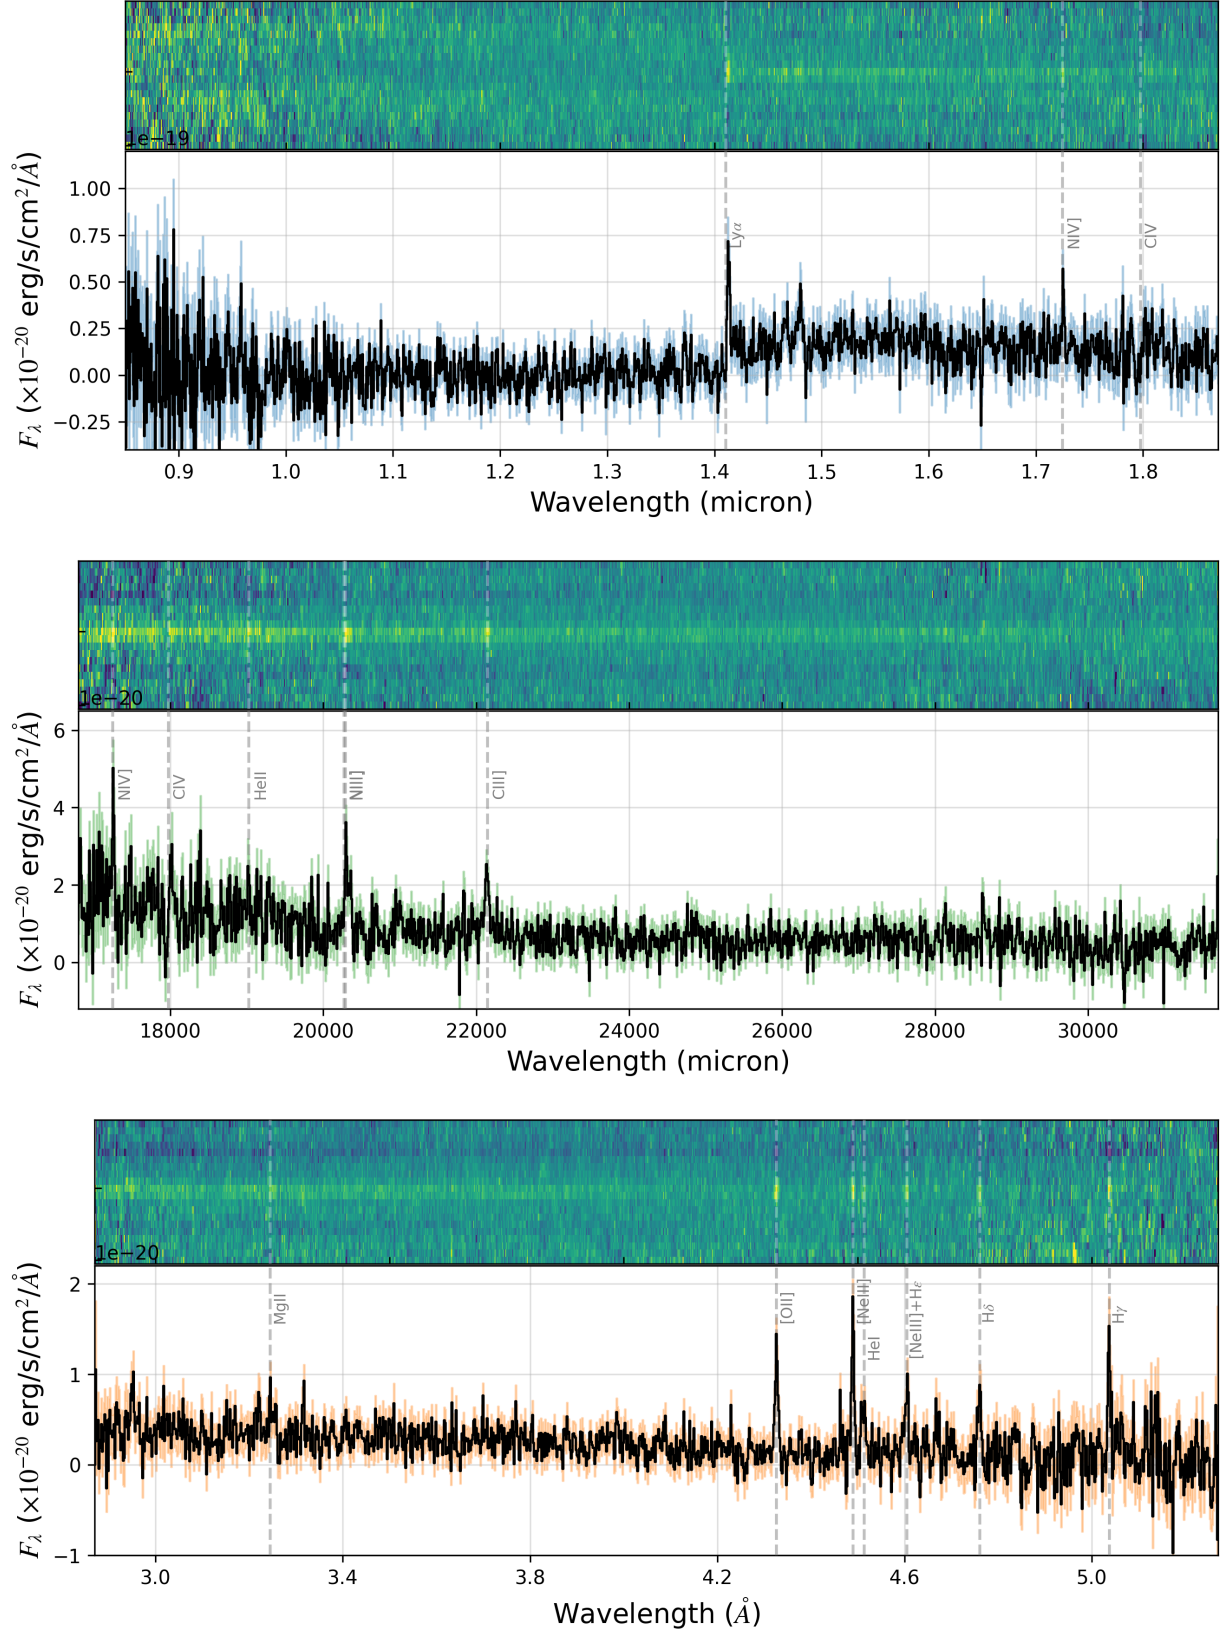 1e−19
1.00
0.75
0.50
0.25
0.00
−0.25
F_λ (×10⁻²⁰ erg/s/cm²/Å)
Lyα
NIV]
CIV
0.9 1.0 1.1 1.2 1.3 1.4 1.5 1.6 1.7 1.8
Wavelength (micron)
1e−20
6
4
2
0
F_λ (×10⁻²⁰ erg/s/cm²/Å)
NIV]
CIV
HeII
NIII]
CIII]
18000 20000 22000 24000 26000 28000 30000
Wavelength (micron)
1e−20
2
1
0
−1
F_λ (×10⁻²⁰ erg/s/cm²/Å)
MgII
[OII]
[NeIII]
HeI
[NeIII]+Hε
Hδ
Hγ
3.0 3.4 3.8 4.2 4.6 5.0
Wavelength (Å)